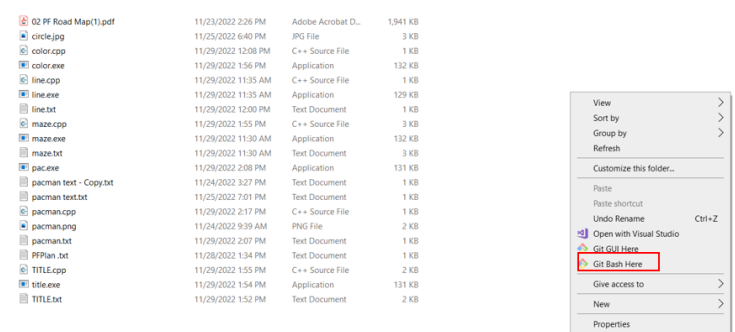 02 PF Road Map(1).pdf 11/23/2022 2:26 PM Adobe Acrobat D... 1,941 KB
circle.jpg 11/25/2022 6:40 PM JPG File 3 KB
color.cpp 11/29/2022 12:08 PM C++ Source File 1 KB
color.exe 11/29/2022 1:56 PM Application 132 KB
line.cpp 11/29/2022 11:35 AM C++ Source File 1 KB
line.exe 11/29/2022 11:35 AM Application 129 KB
line.txt 11/29/2022 12:00 PM Text Document 1 KB
maze.cpp 11/29/2022 1:55 PM C++ Source File 3 KB
maze.exe 11/29/2022 11:30 AM Application 132 KB
maze.txt 11/29/2022 11:30 AM Text Document 3 KB
pac.exe 11/29/2022 2:08 PM Application 131 KB
pacman text - Copy.txt 11/24/2022 3:27 PM Text Document 1 KB
pacman text.txt 11/25/2022 7:01 PM Text Document 1 KB
pacman.cpp 11/29/2022 2:17 PM C++ Source File 1 KB
pacman.png 11/24/2022 9:39 AM PNG File 2 KB
pacman.txt 11/29/2022 2:07 PM Text Document 1 KB
PFPlan .txt 11/28/2022 1:34 PM Text Document 1 KB
TITLE.cpp 11/29/2022 1:55 PM C++ Source File 2 KB
title.exe 11/29/2022 1:54 PM Application 131 KB
TITLE.txt 11/29/2022 1:52 PM Text Document 2 KB
View
Sort by
Group by
Refresh
Customize this folder...
Paste
Paste shortcut
Undo Rename Ctrl+Z
Open with Visual Studio
Git GUI Here
Git Bash Here
Give access to
New
Properties